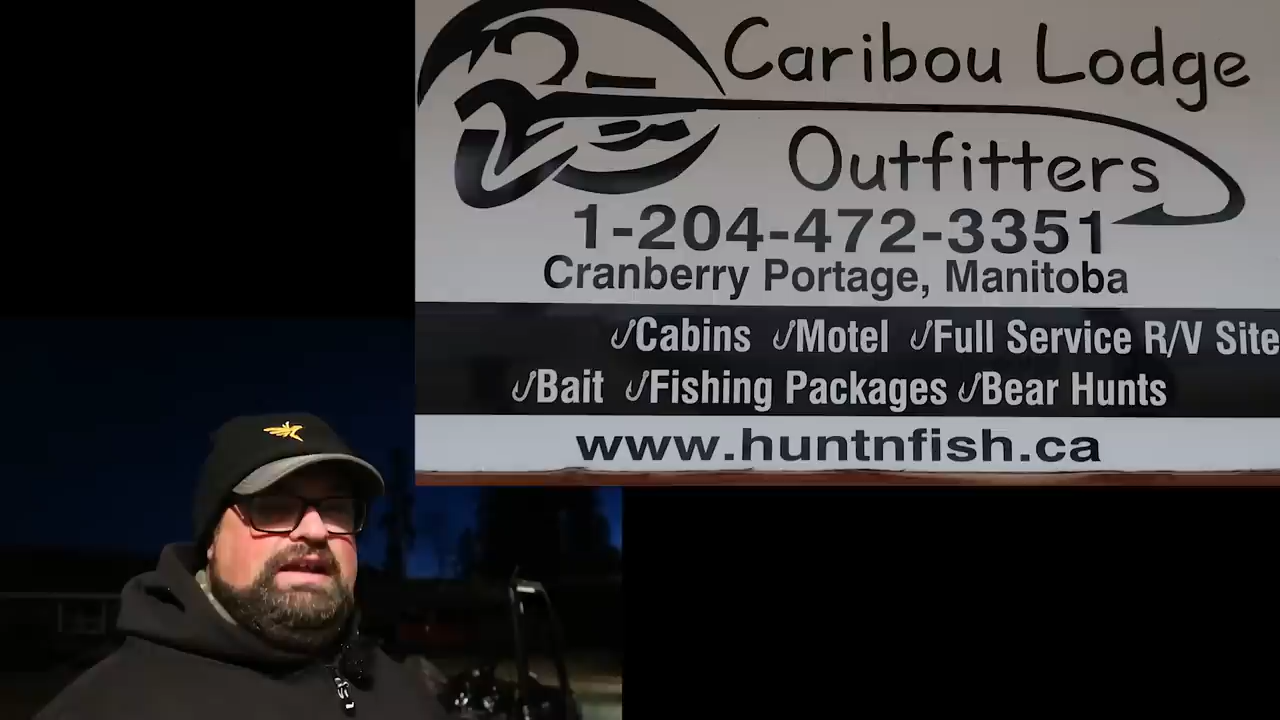 Caribou Lodge
Outfitters
1-204-472-3351
Cranberry Portage, Manitoba
Cabins Motel Full Service R/V Site
Bait Fishing Packages Bear Hunts
www.huntnfish.ca